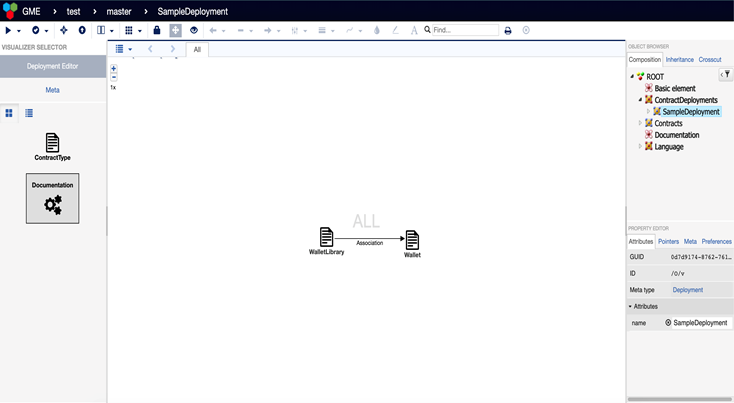 GME › test › master › SampleDeployment
Find...
VISUALIZER SELECTOR
Deployment Editor
Meta
ContractType
Documentation
All
+
-
1x
ALL
Association
WalletLibrary
Wallet
OBJECT BROWSER
Composition Inheritance Crosscut
ROOT
Basic element
ContractDeployments
SampleDeployment
Contracts
Documentation
Language
PROPERTY EDITOR
Attributes Pointers Meta Preferences
GUID 0d7d9174-8762-761...
ID /O/v
Meta type Deployment
Attributes
name SampleDeployment